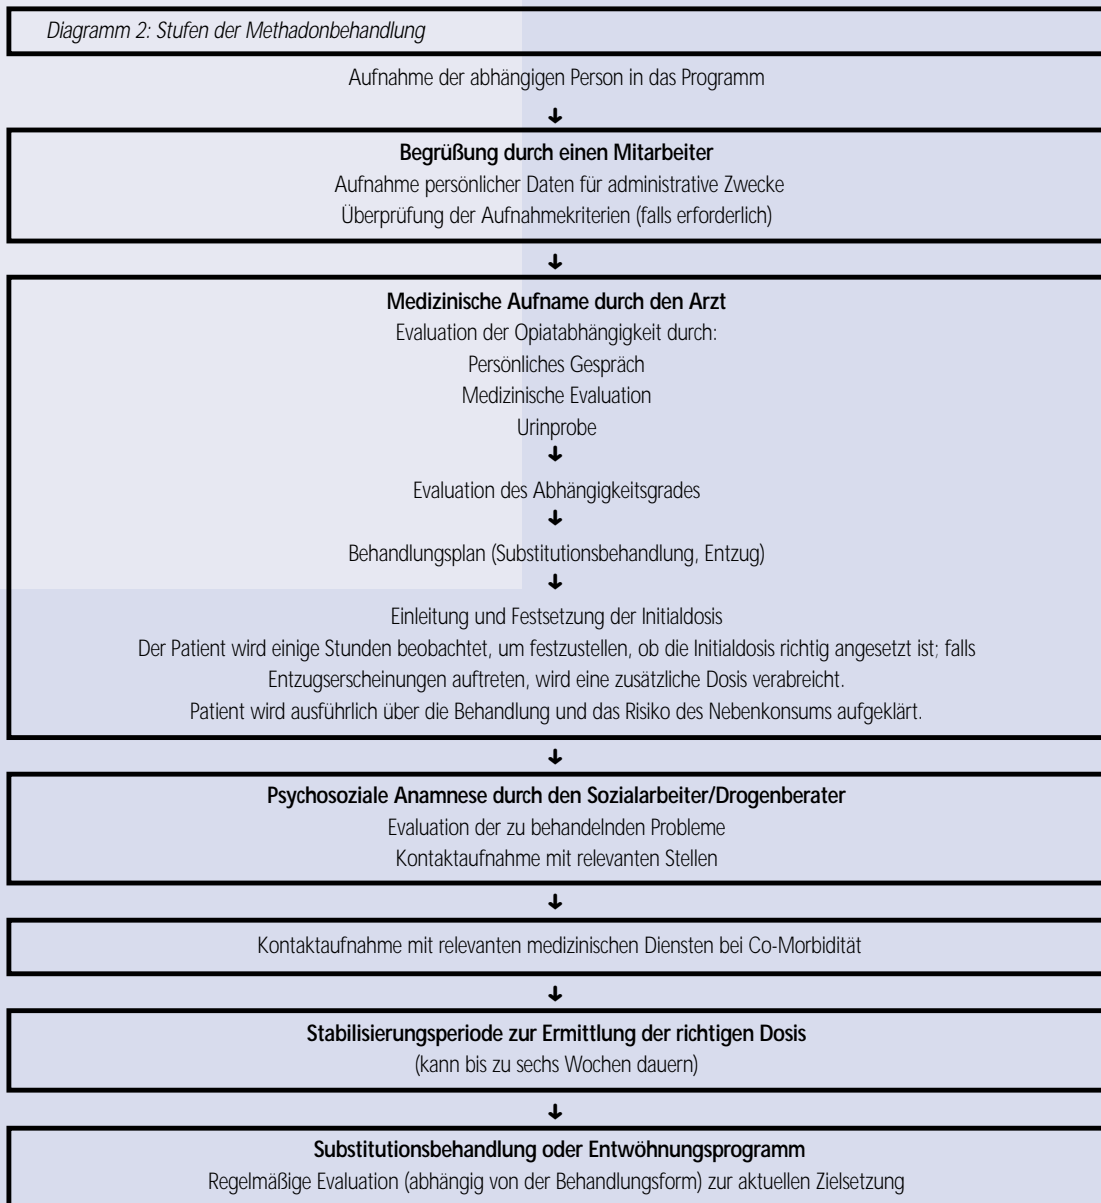 Diagramm 2: Stufen der Methadonbehandlung
Aufnahme der abhängigen Person in das Programm
Begrüßung durch einen Mitarbeiter
Aufnahme persönlicher Daten für administrative Zwecke
Überprüfung der Aufnahmekriterien (falls erforderlich)
Medizinische Aufname durch den Arzt
Evaluation der Opiatabhängigkeit durch:
Persönliches Gespräch
Medizinische Evaluation
Urinprobe
Evaluation des Abhängigkeitsgrades
Behandlungsplan (Substitutionsbehandlung, Entzug)
Einleitung und Festsetzung der Initialdosis
Der Patient wird einige Stunden beobachtet, um festzustellen, ob die Initialdosis richtig angesetzt ist; falls
Entzugserscheinungen auftreten, wird eine zusätzliche Dosis verabreicht.
Patient wird ausführlich über die Behandlung und das Risiko des Nebenkonsums aufgeklärt.
Psychosoziale Anamnese durch den Sozialarbeiter/Drogenberater
Evaluation der zu behandelnden Probleme
Kontaktaufnahme mit relevanten Stellen
Kontaktaufnahme mit relevanten medizinischen Diensten bei Co-Morbidität
Stabilisierungsperiode zur Ermittlung der richtigen Dosis
(kann bis zu sechs Wochen dauern)
Substitutionsbehandlung oder Entwöhnungsprogramm
Regelmäßige Evaluation (abhängig von der Behandlungsform) zur aktuellen Zielsetzung